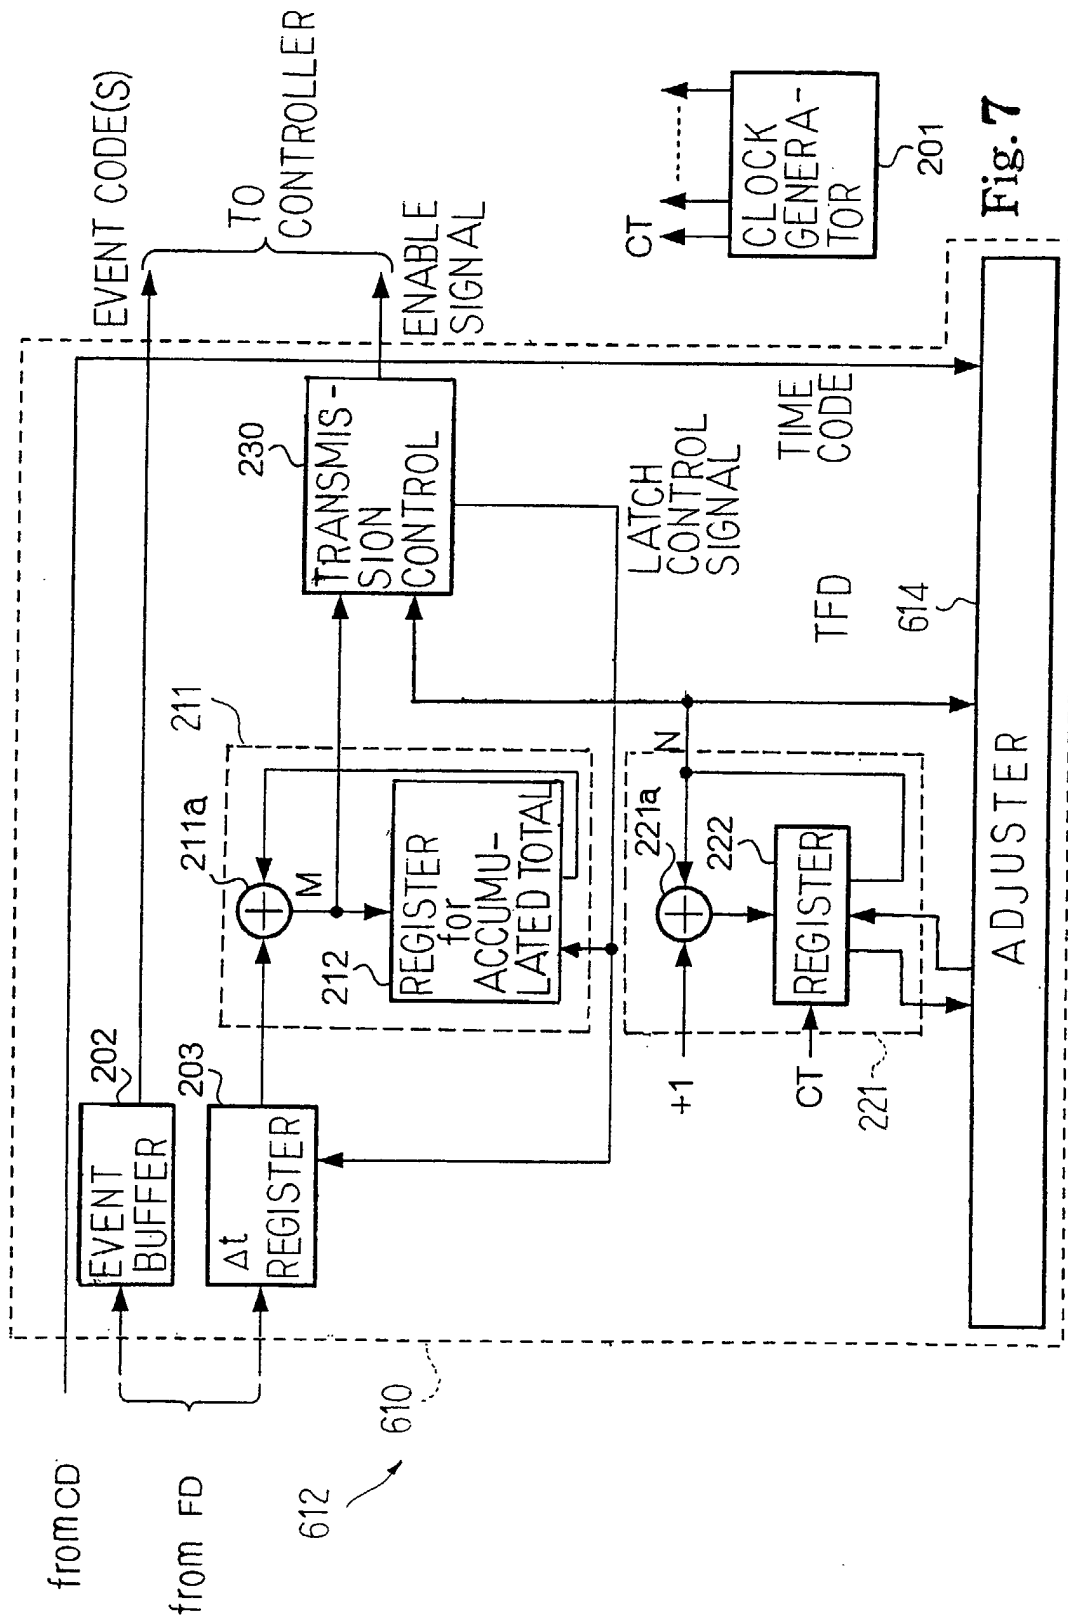 from CD
from FD
612
610
EVENT
BUFFER
202
Δt
REGISTER
203
211
211a
M
212
REGISTER
for
ACCUMU-
LATED TOTAL
230
TRANSMIS-
SION
CONTROL
EVENT CODE(S)
TO
CONTROLLER
ENABLE
SIGNAL
LATCH
CONTROL
SIGNAL
+1
221a
N
222
REGISTER
CT
221
TFD
TIME
CODE
614
ADJUSTER
CT
CLOCK
GENERA-
TOR
201
Fig. 7